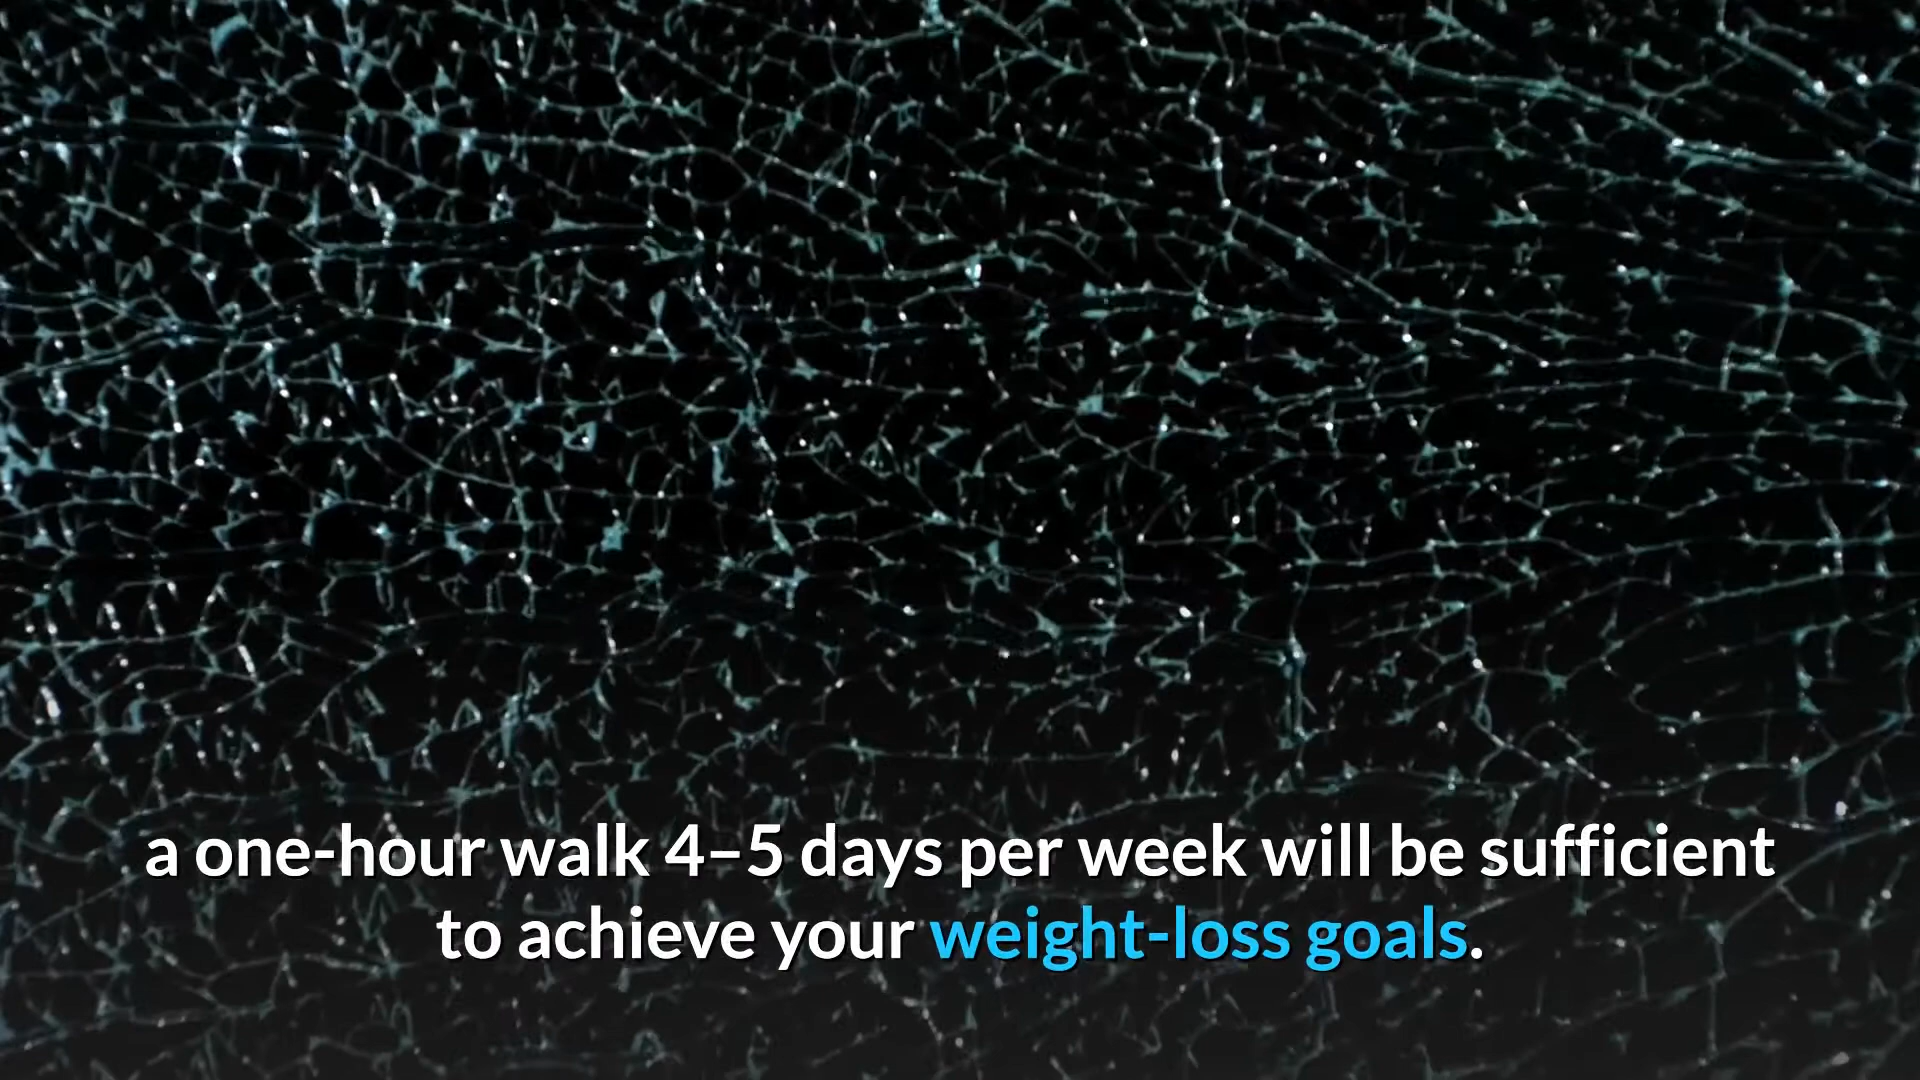 a one-hour walk 4–5 days per week will be sufficient
to achieve your weight-loss goals.